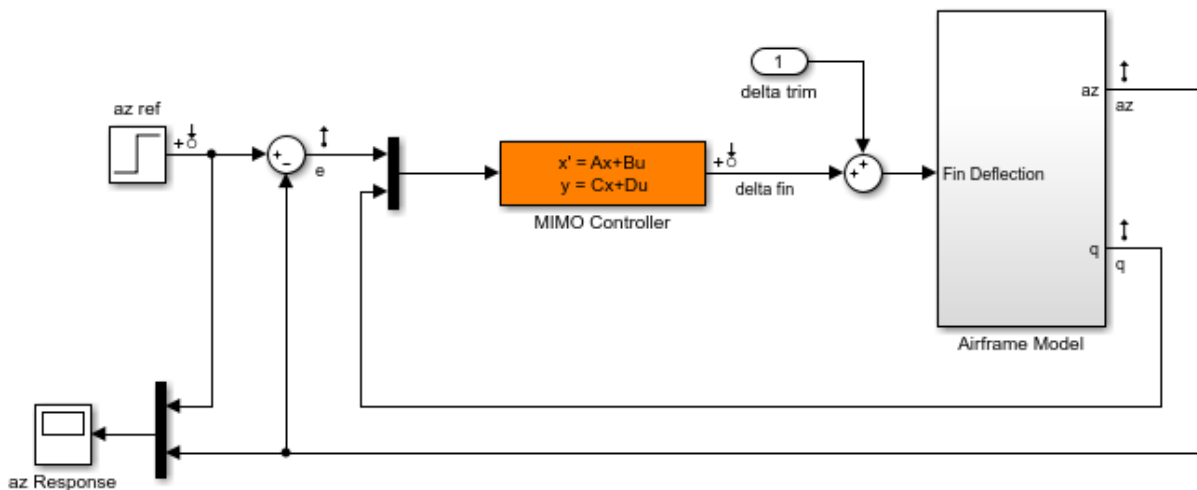 az ref
+
+
−
e
x' = Ax+Bu
y = Cx+Du
MIMO Controller
+
delta fin
1
delta trim
+
+
Fin Deflection
az
az
q
q
Airframe Model
az Response